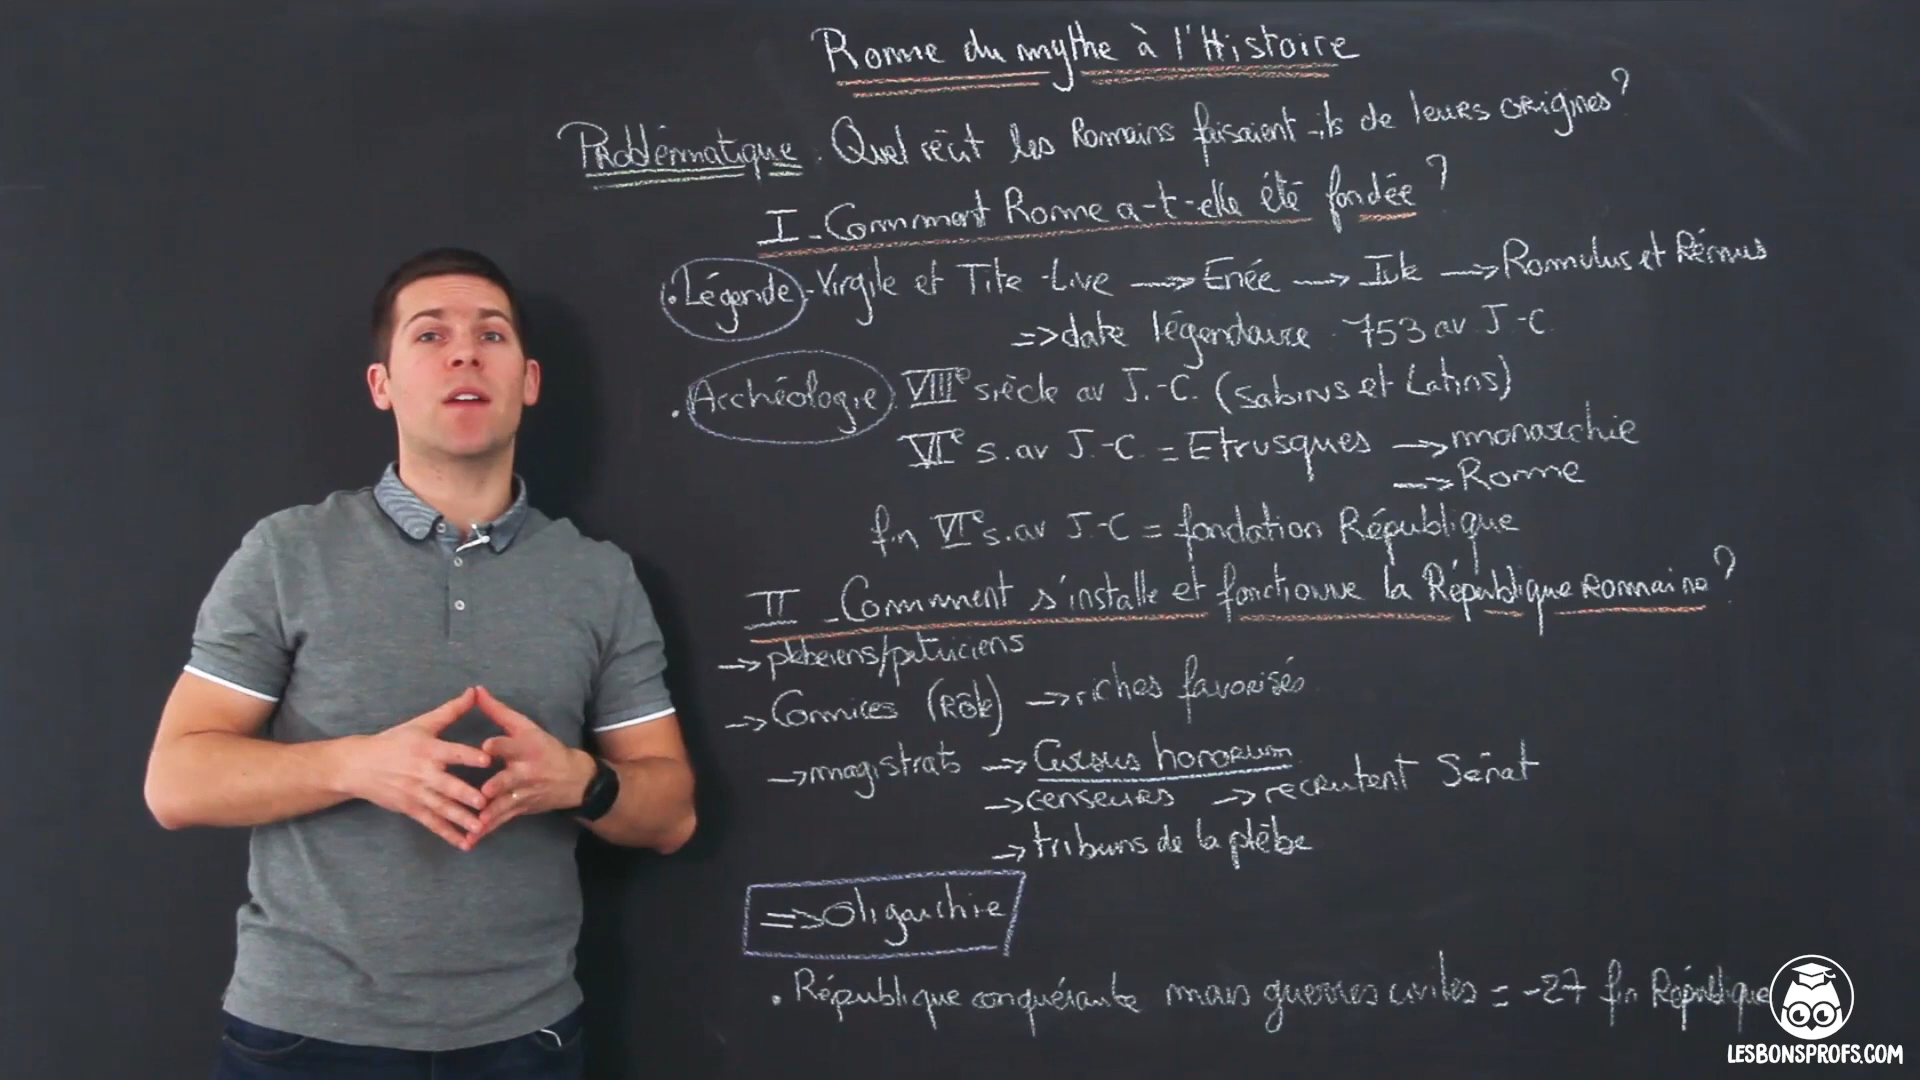 Rome du mythe à l'Histoire
Problématique : Quel récit les Romains faisaient-ils de leurs origines ?
I - Comment Rome a-t-elle été fondée ?
• Légende - Virgile et Tite-Live → Enée → Iule → Romulus et Rémus
=> date légendaire : 753 av J.-C.
• Archéologie : VIIIe siècle av J.-C. (Sabins et Latins)
VIe s. av J.-C. = Etrusques → monarchie
→ Rome
fin VIe s. av J.-C = fondation République
II - Comment s'installe et fonctionne la République romaine ?
→ plébeiens/patriciens
→ Comices (rôle) → riches favorisés
→ magistrats → Cursus honorum
→ censeurs → recrutent Sénat
→ tribuns de la plèbe
=> Oligarchie
• République conquérante mais guerres civiles = -27 fin République
LESBONSPROFS.COM